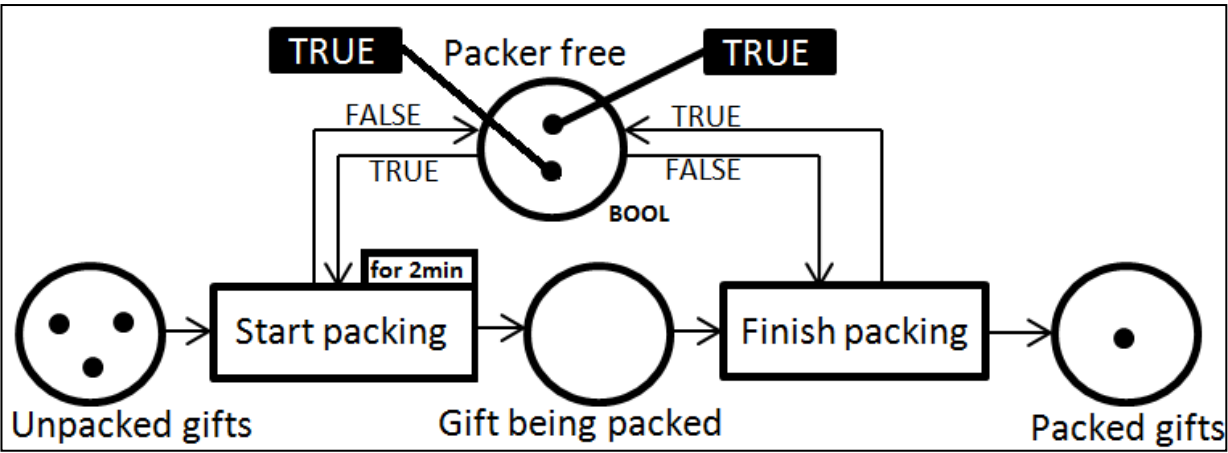 TRUE
Packer free
TRUE
FALSE
TRUE
TRUE
FALSE
BOOL
for 2min
Start packing
Finish packing
Unpacked gifts
Gift being packed
Packed gifts